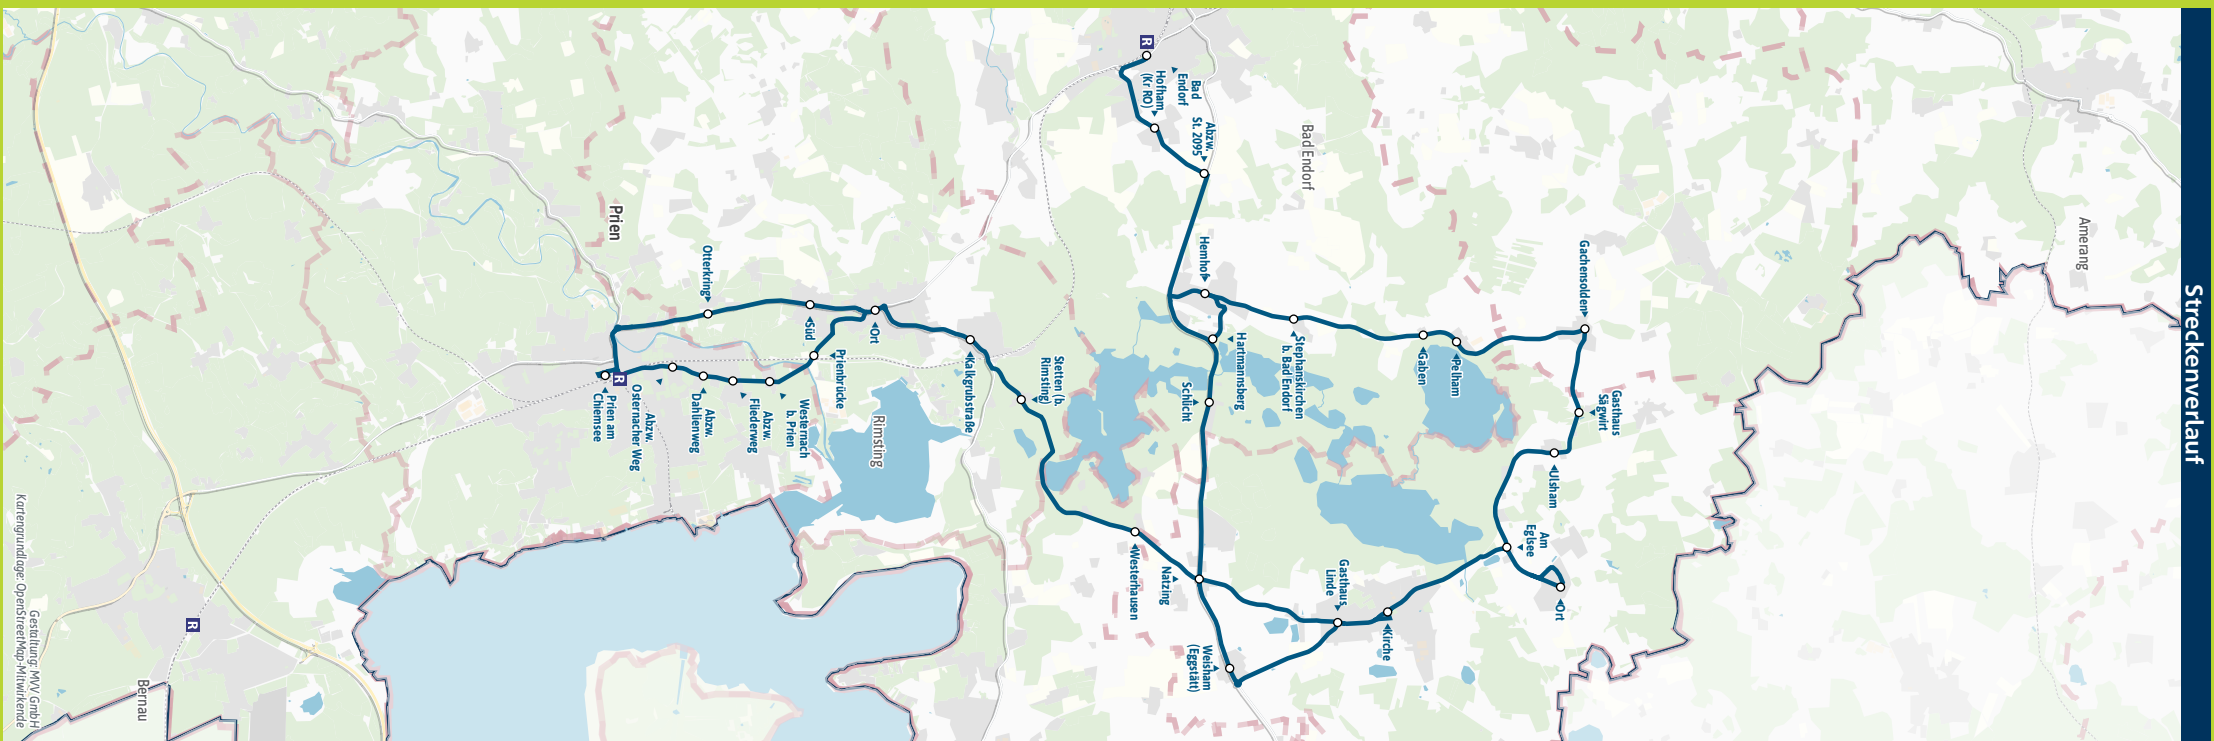 Streckenverlauf
Amerang
Bad Endorf
Prien
Rimsting
Bernau
R
Bad
Endorf
Hofham
(Kr RO)
Abzw.
St. 2095
Hemhof
Hartmannsberg
Schlicht
Stephanskirchen
b. Bad Endorf
Gaben
Pelham
Gachensolden
Gasthaus
Sägwirt
Ulsham
Am
Eglsee
Ort
Kirche
Gasthaus
Linde
Weisham
(Eggstätt)
Natzing
Westerhausen
Stetten (b.
Rimsting)
Kalkgrubstraße
Ort
Süd
Prienbrücke
Otterkring
Westernach
b. Prien
Abzw.
Fliederweg
Abzw.
Dahlienweg
Abzw.
Osternacher Weg
R
Prien am
Chiemsee
R
Gestaltung: MVV GmbH
Kartengrundlage: OpenStreetMap-Mitwirkende